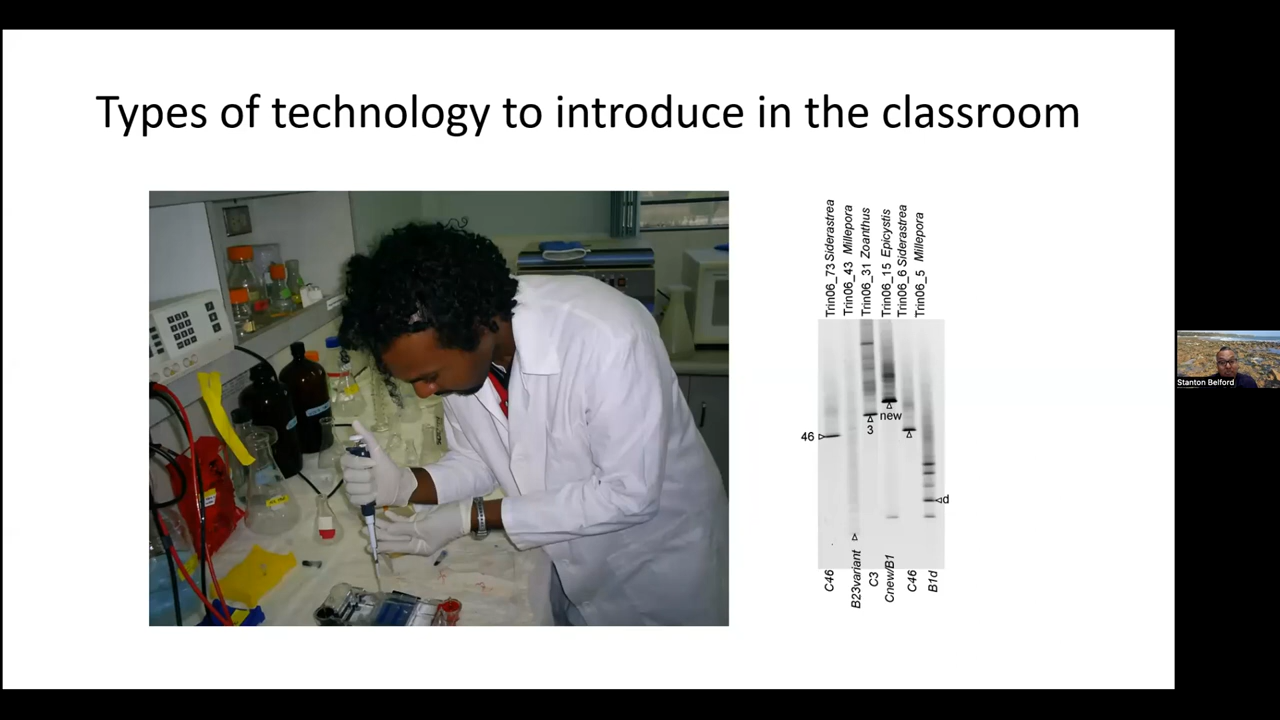 Types of technology to introduce in the classroom
Trin06_73 Siderastrea
Trin06_43 Millepora
Trin06_31 Zoanthus
Trin06_15 Epicystis
Trin06_6 Siderastrea
Trin06_5 Millepora
46
3
new
d
C46
B23variant
C3
Cnew/B1
C46
B1d
Stanton Belford